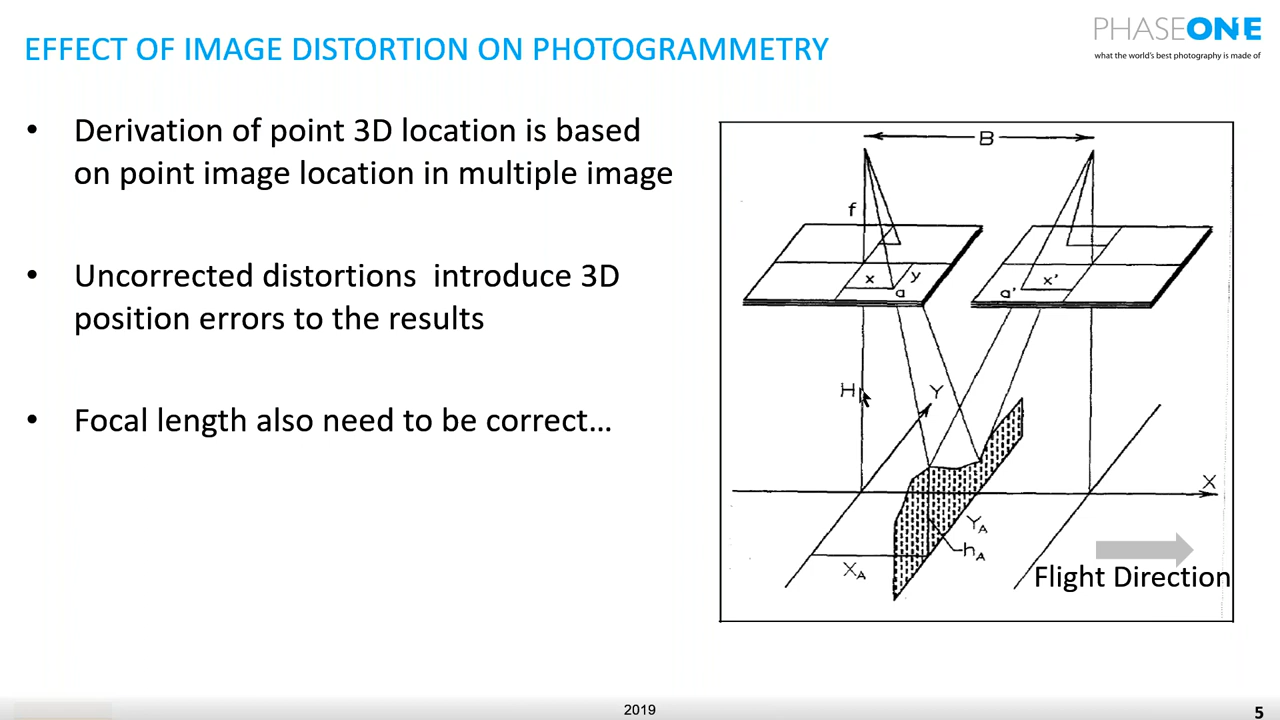 EFFECT OF IMAGE DISTORTION ON PHOTOGRAMMETRY
PHASEONE
what the world's best photography is made of
• Derivation of point 3D location is based
on point image location in multiple image
• Uncorrected distortions introduce 3D
position errors to the results
• Focal length also need to be correct...
B
f
x
y
a
x'
a'
H
Y
X
YA
hA
XA
Flight Direction
2019
5